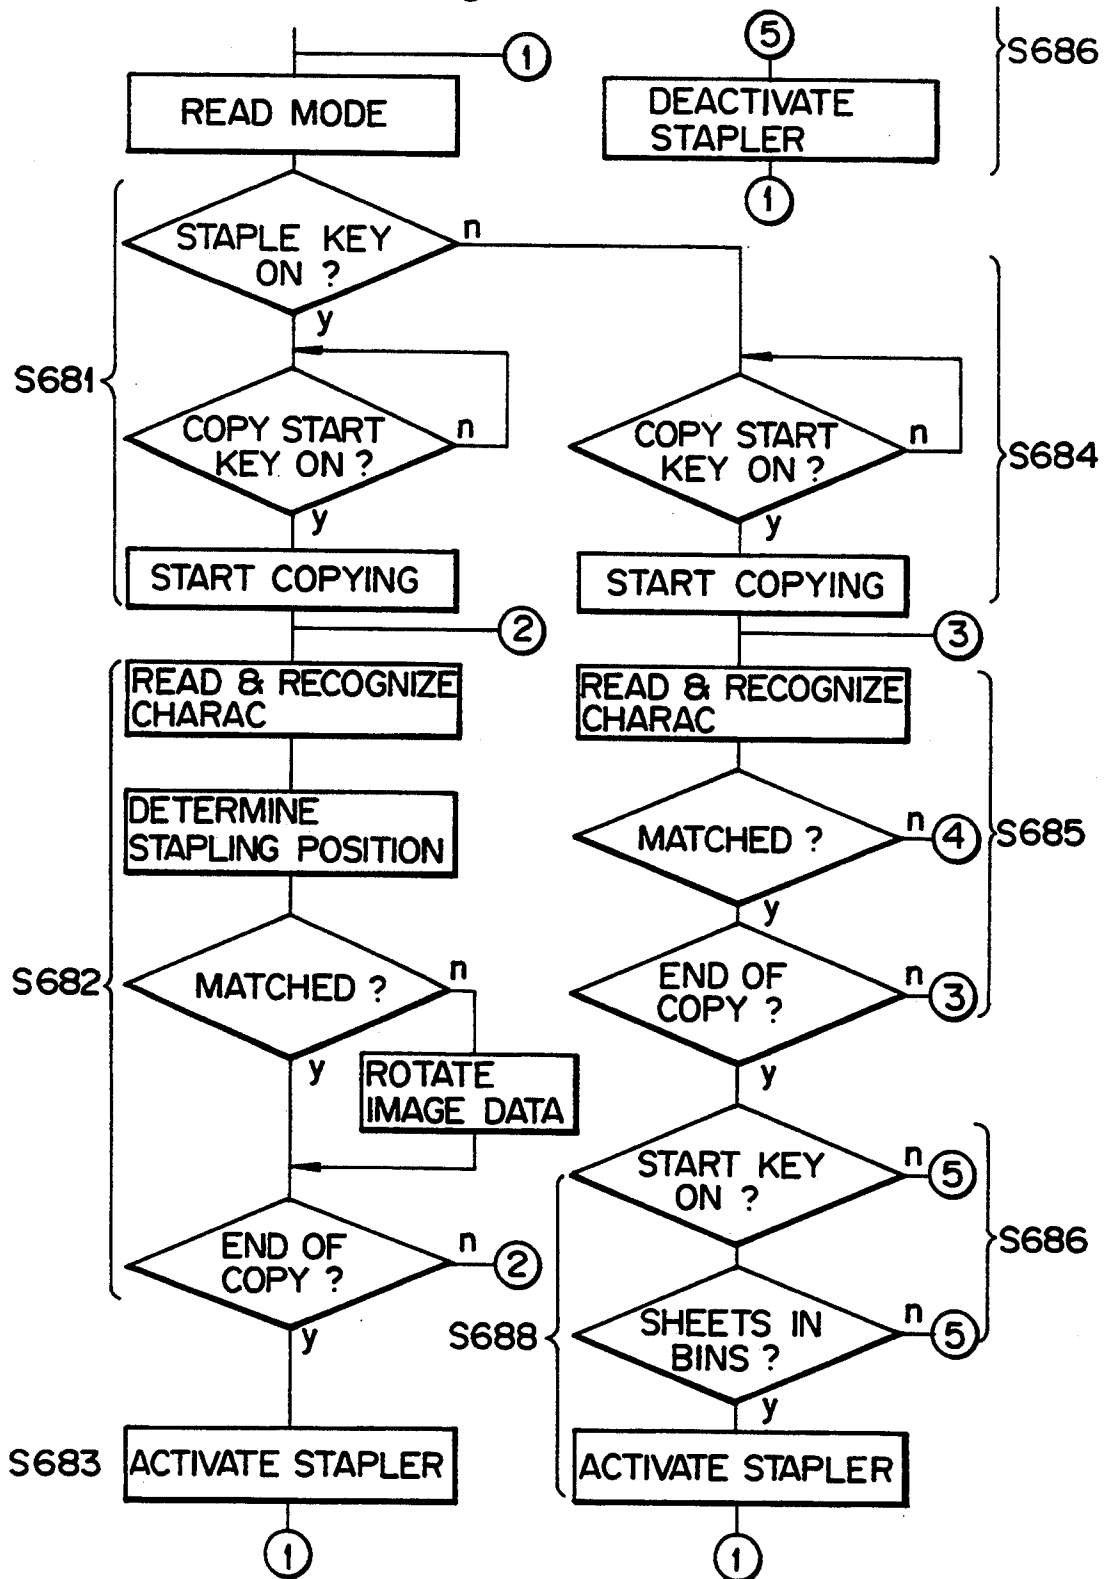 1
READ MODE
5
S686
DEACTIVATE
STAPLER
1
STAPLE KEY
ON ?
n
y
S681
COPY START
KEY ON ?
n
y
START COPYING
2
COPY START
KEY ON ?
n
y
S684
START COPYING
3
READ & RECOGNIZE
CHARAC
DETERMINE
STAPLING POSITION
S682
MATCHED ?
n
y
ROTATE
IMAGE DATA
END OF
COPY ?
n
2
y
S683
ACTIVATE STAPLER
1
READ & RECOGNIZE
CHARAC
MATCHED ?
n
4
S685
y
END OF
COPY ?
n
3
y
START KEY
ON ?
n
5
S686
S688
SHEETS IN
BINS ?
n
5
y
ACTIVATE STAPLER
1